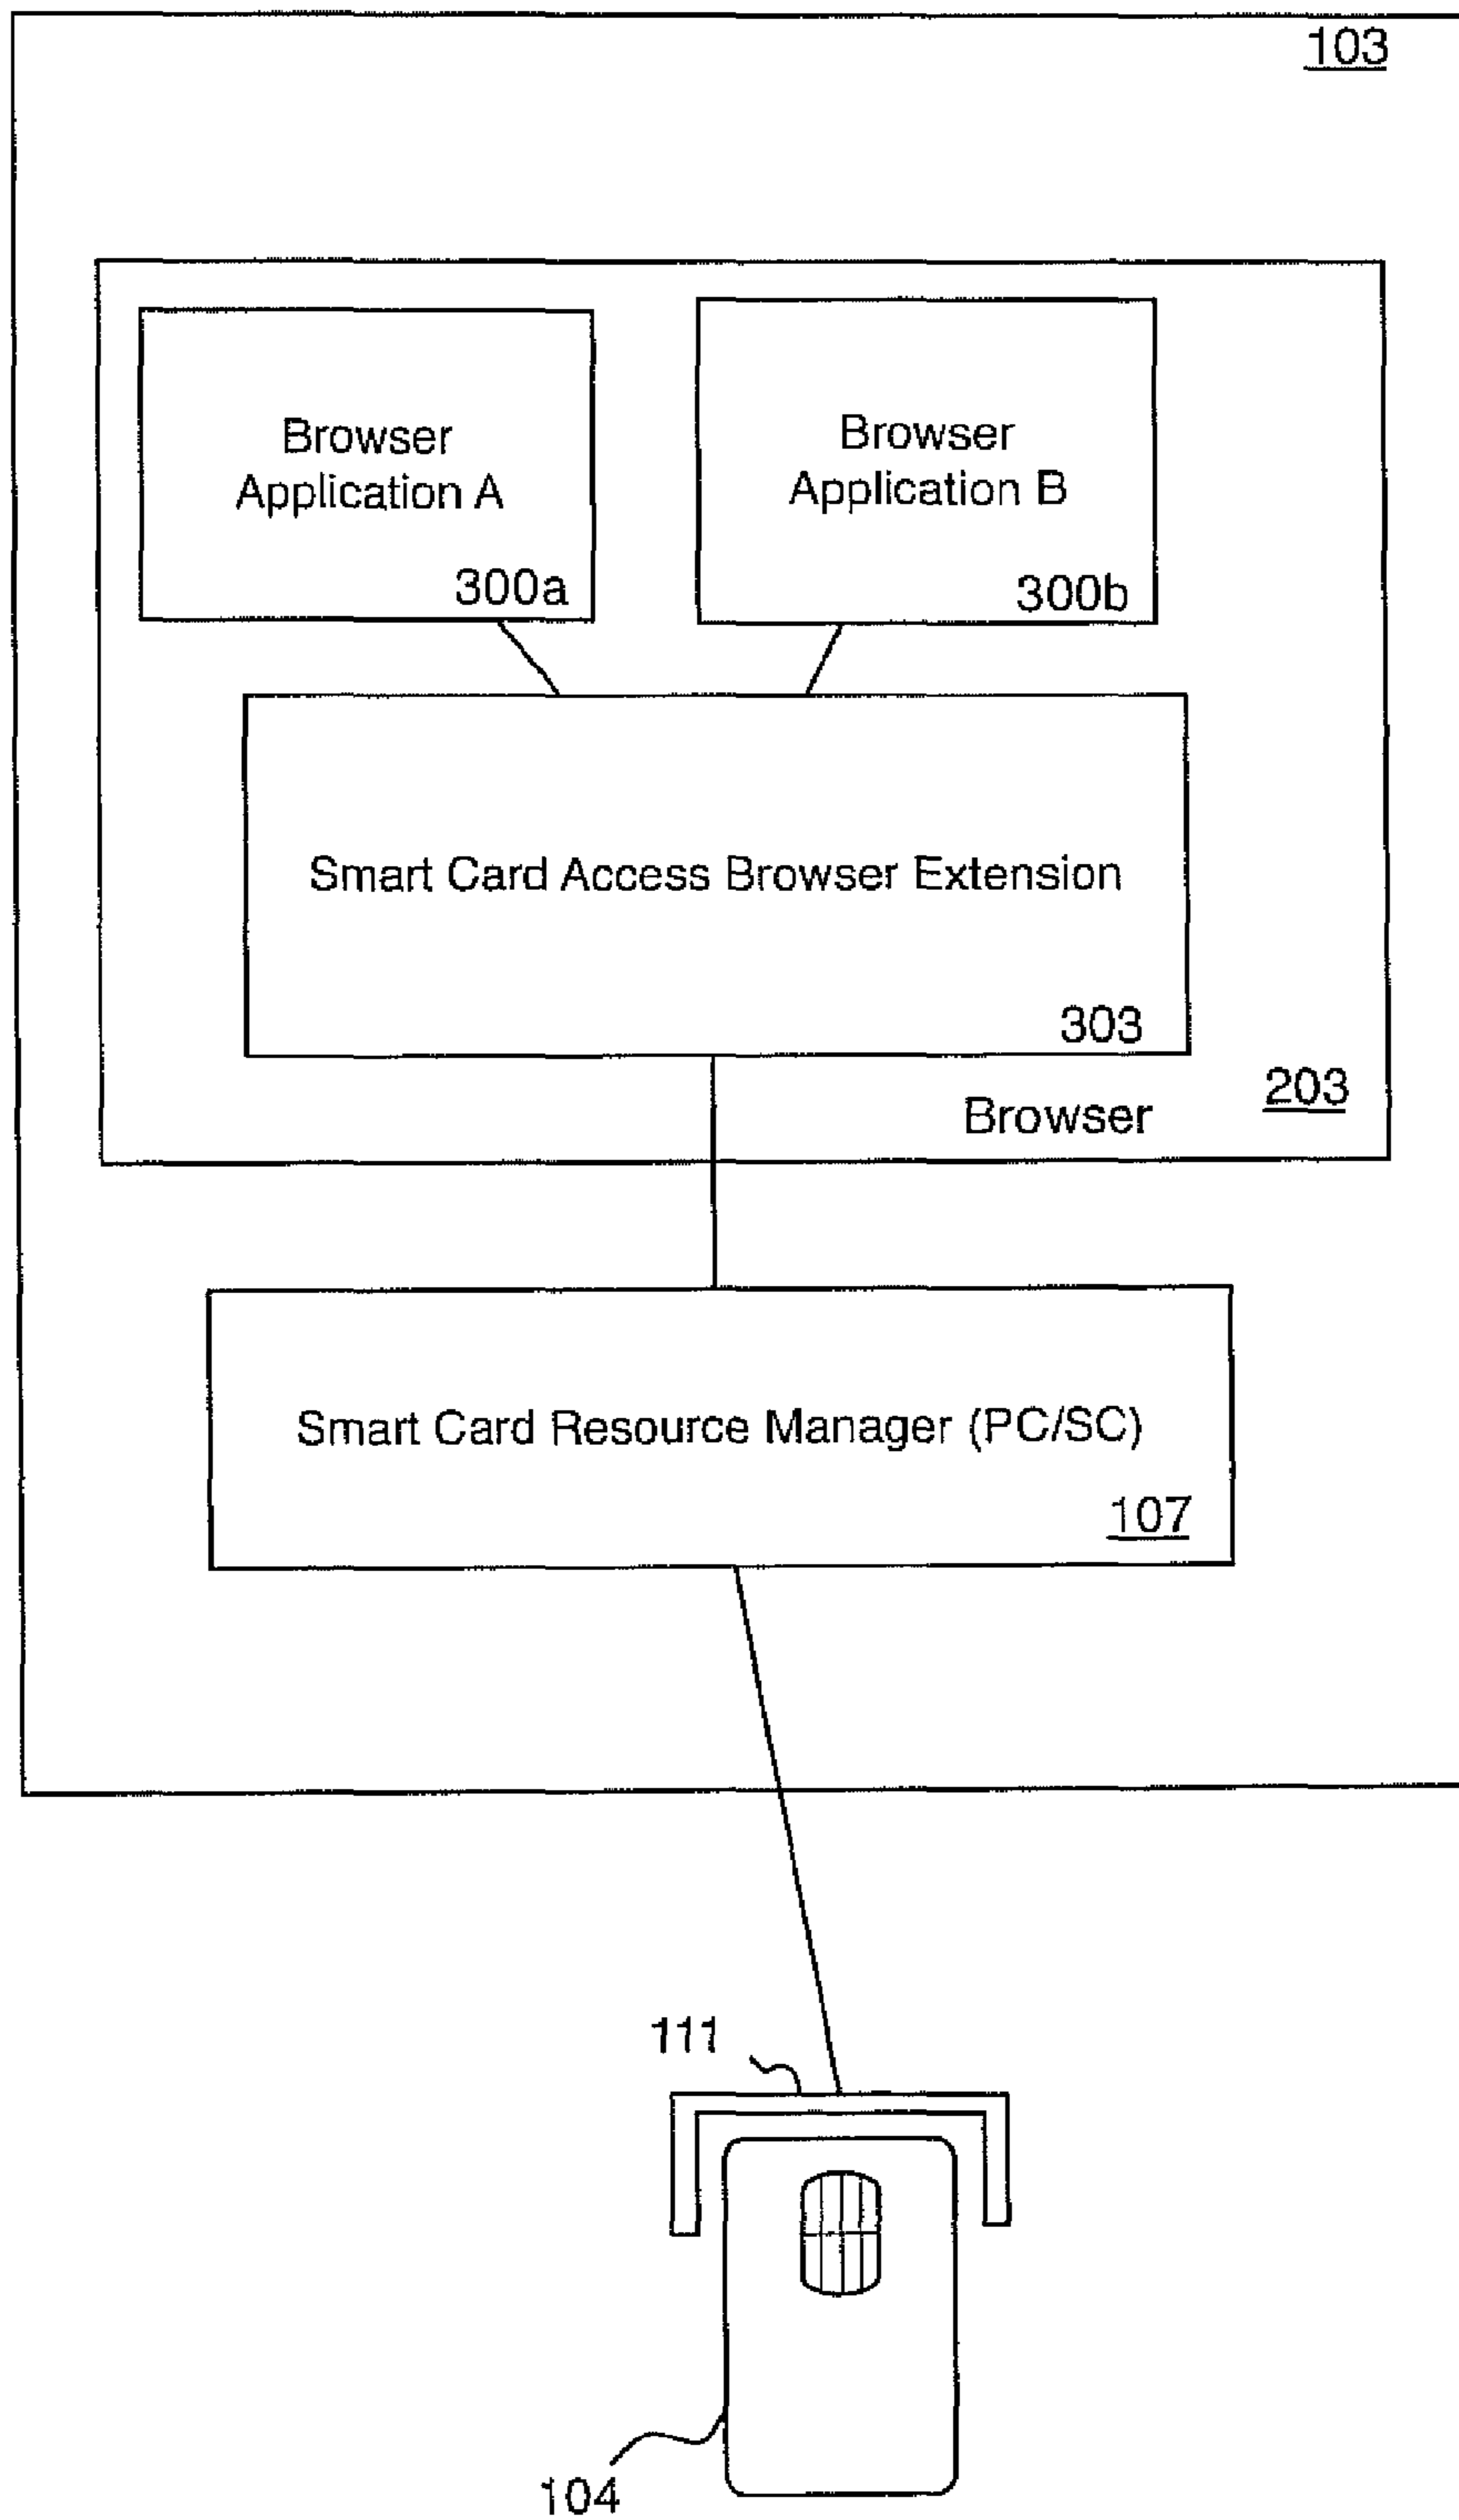 103
Browser
Application A
300a
Browser
Application B
300b
Smart Card Access Browser Extension
303
203
Browser
Smart Card Resource Manager (PC/SC)
107
111
104